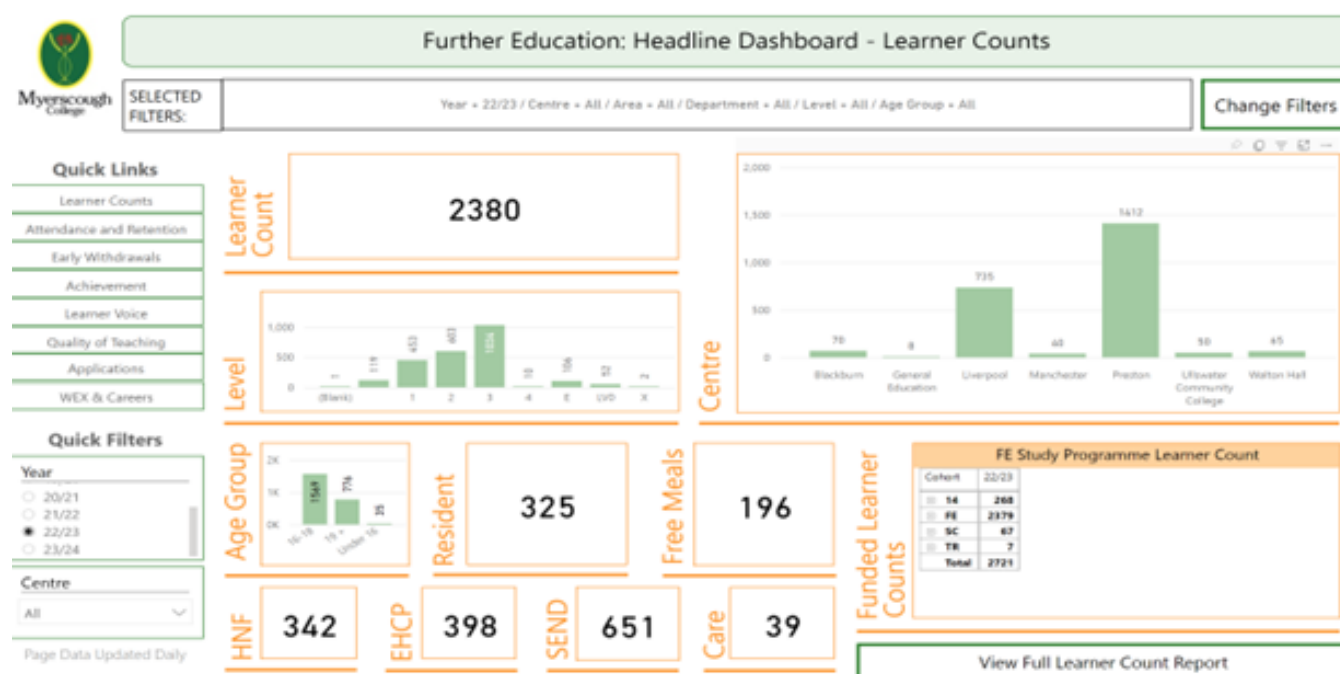 Further Education: Headline Dashboard - Learner Counts
Myerscough
College
SELECTED
FILTERS:
Year = 22/23 / Centre = All / Area = All / Department = All / Level = All / Age Group = All
Change Filters
Quick Links
Learner Counts
Attendance and Retention
Early Withdrawals
Achievement
Learner Voice
Quality of Teaching
Applications
WEX & Careers
Quick Filters
Year
20/21
21/22
22/23
23/24
Centre
All
Page Data Updated Daily
Learner
Count
2380
Level
1,000
500
0
1
119
453
603
10
106
52
2
(Blank)
1
2
3
4
E
LVD
X
Centre
2,000
1,500
1,000
500
0
70
8
735
60
1412
50
65
Blackburn
General
Education
Liverpool
Manchester
Preston
Ullswater
Community
College
Walton Hall
Age Group
2K
1K
0K
1569
776
35
16-18
19 +
Under 16
Resident
325
Free Meals
196
Funded Learner
Counts
FE Study Programme Learner Count
Cohort 22/23
14 268
FE 2379
SC 67
TR 7
Total 2721
HNF
342
EHCP
398
SEND
651
Care
39
View Full Learner Count Report